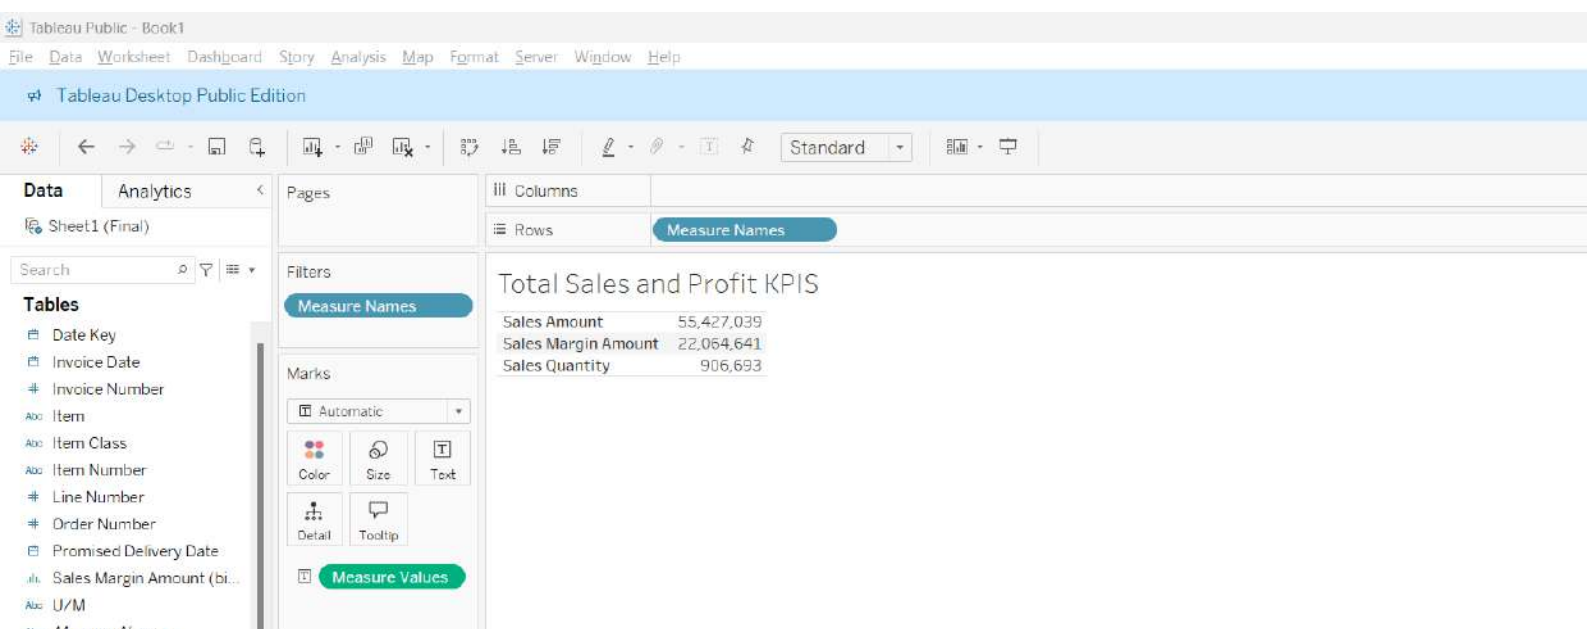 Tableau Public - Book1
File Data Worksheet Dashboard Story Analysis Map Format Server Window Help
Tableau Desktop Public Edition
Standard
Data Analytics
Pages
Columns
Sheet1 (Final)
Rows Measure Names
Search
Filters
Measure Names
Total Sales and Profit KPIS
Sales Amount 55,427,039
Sales Margin Amount 22,064,641
Sales Quantity 906,693
Tables
Date Key
Invoice Date
Invoice Number
Abc Item
Abc Item Class
Abc Item Number
Line Number
Order Number
Promised Delivery Date
Sales Margin Amount (bi...
Abc U/M
Marks
Automatic
Color Size Text
Detail Tooltip
Measure Values